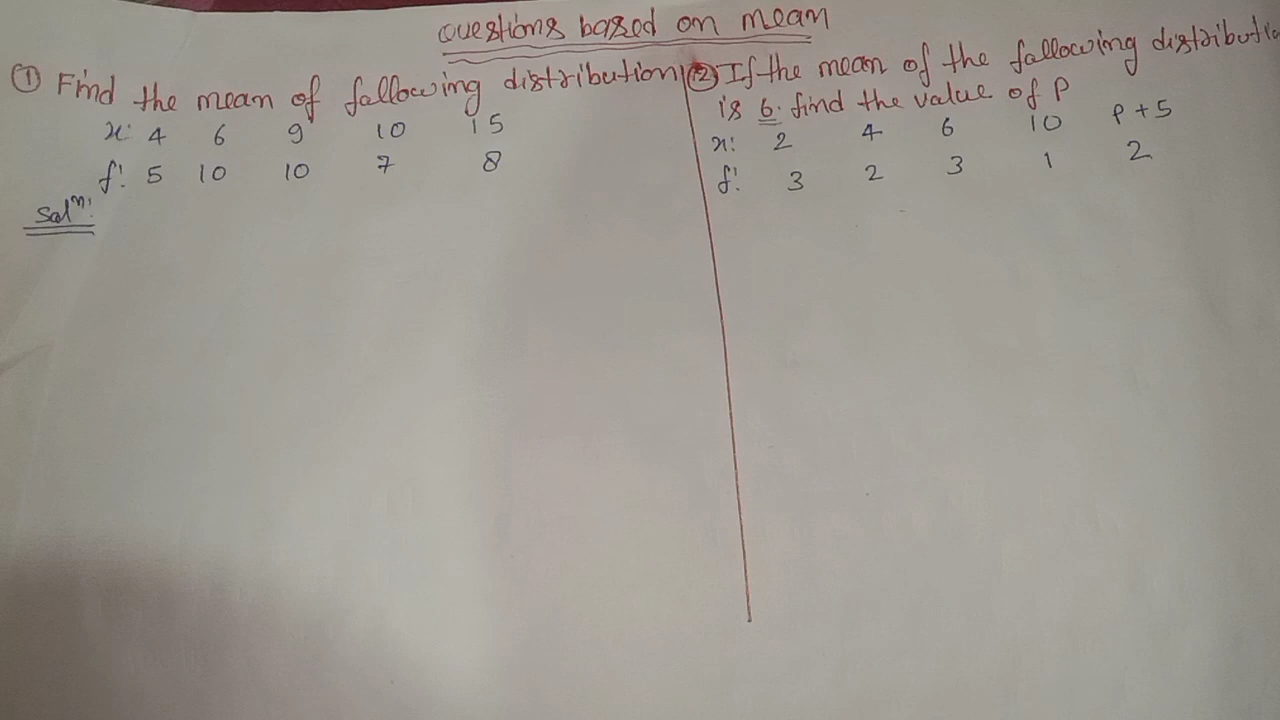 Questions based on mean
① Find the mean of following distribution
x: 4 6 9 10 15
f: 5 10 10 7 8
Solⁿ:
② If the mean of the following distributio
is 6. find the value of P
x: 2 4 6 10 P+5
f: 3 2 3 1 2